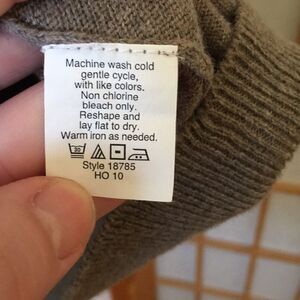 Machine wash cold
gentle cycle,
with like colors.
Non chlorine
bleach only.
Reshape and
lay flat to dry.
Warm iron as needed.
30
Style 18785
HO 10